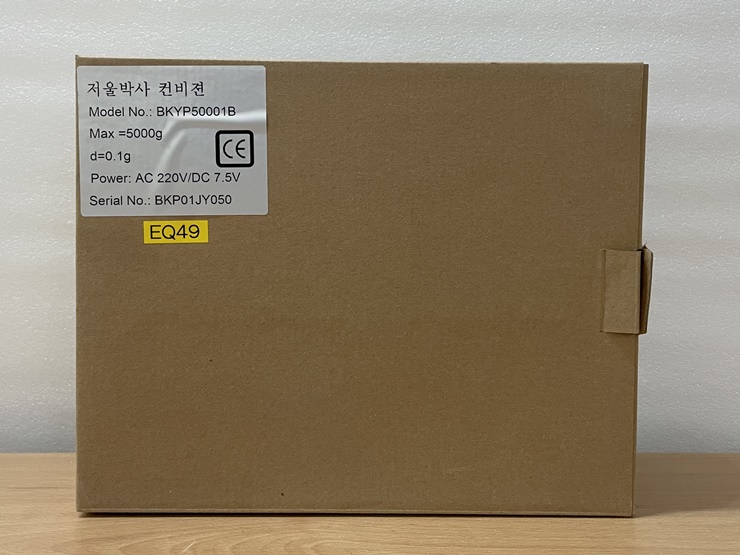 저울박사 컨비젼
Model No.: BKYP50001B
Max =5000g
d=0.1g
CE
Power: AC 220V/DC 7.5V
Serial No.: BKP01JY050
EQ49